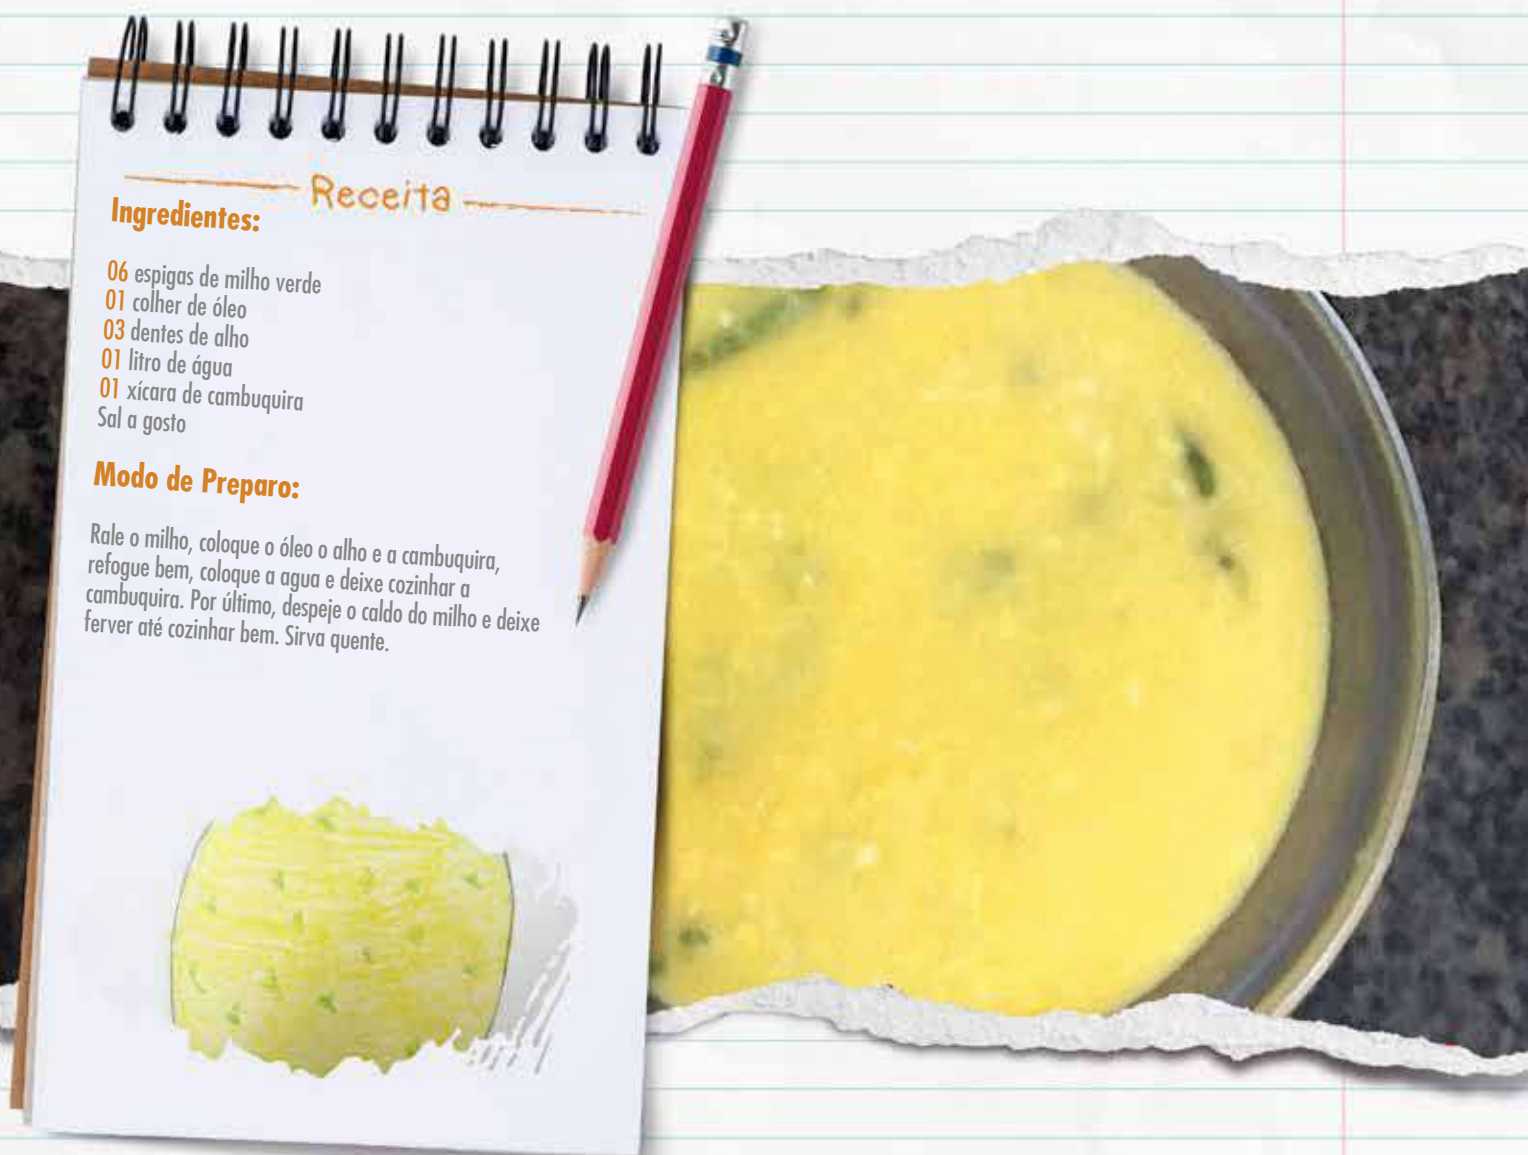 Receita
Ingredientes:
06 espigas de milho verde
01 colher de óleo
03 dentes de alho
01 litro de água
01 xícara de cambuquira
Sal a gosto
Modo de Preparo:
Rale o milho, coloque o óleo o alho e a cambuquira,
refogue bem, coloque a agua e deixe cozinhar a
cambuquira. Por último, despeje o caldo do milho e deixe
ferver até cozinhar bem. Sirva quente.